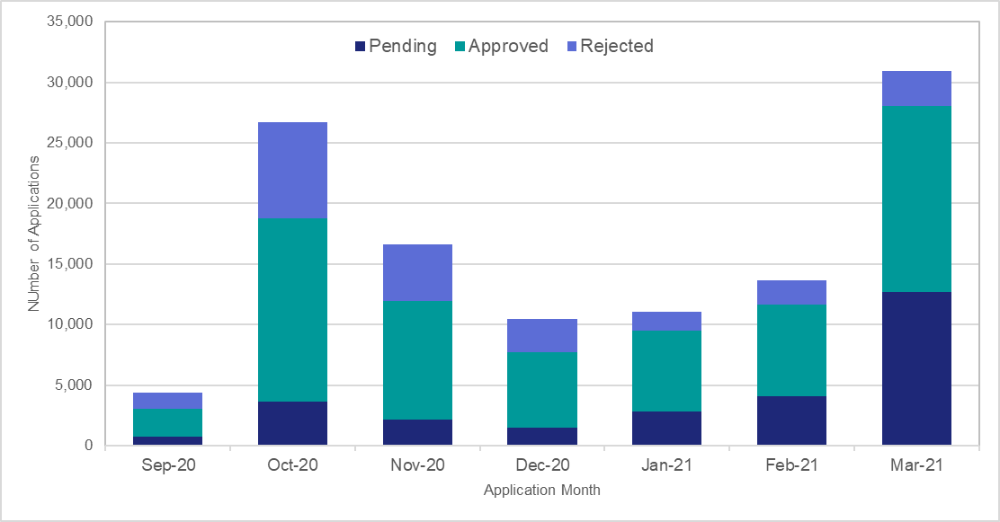 35,000
Pending Approved Rejected
30,000
25,000
20,000
15,000
10,000
5,000
0
NUmber of Applications
Sep-20 Oct-20 Nov-20 Dec-20 Jan-21 Feb-21 Mar-21
Application Month